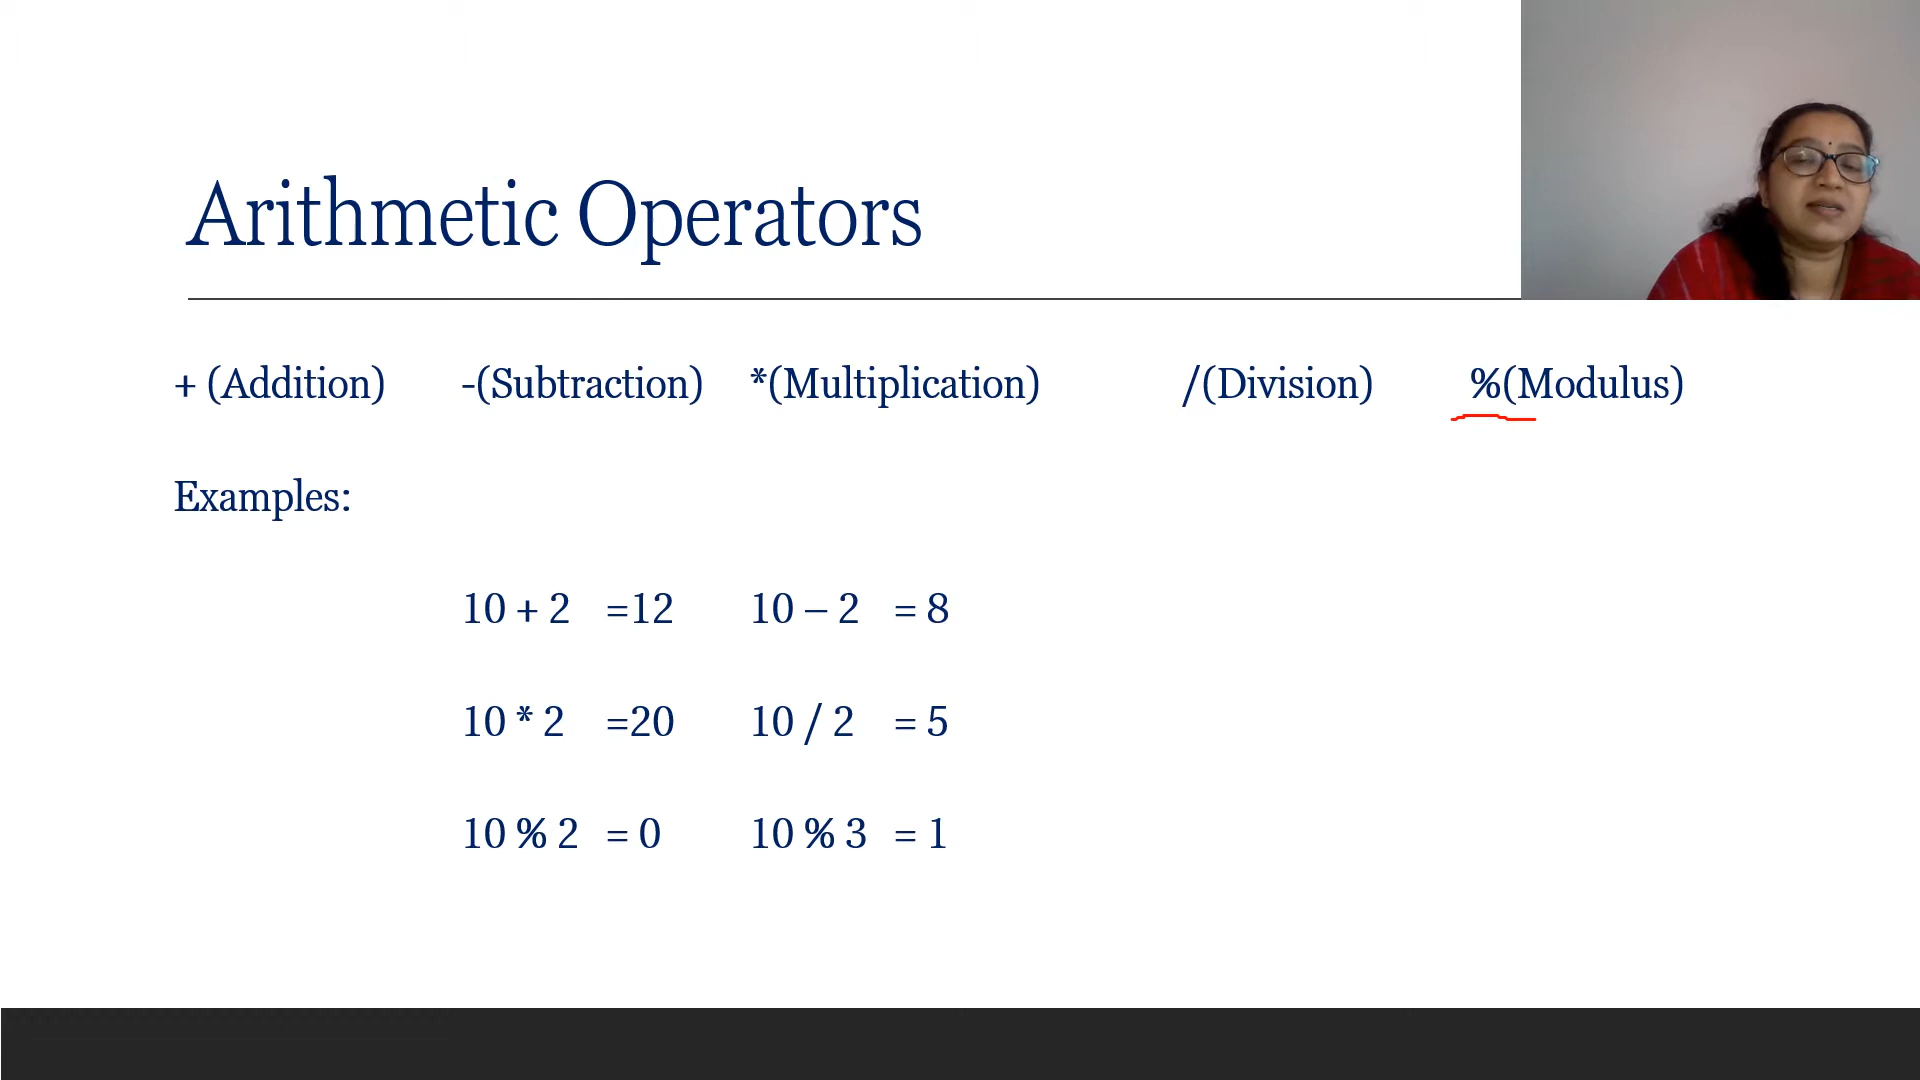 Arithmetic Operators
+ (Addition) -(Subtraction) *(Multiplication) /(Division) %(Modulus)
Examples:
10 + 2 =12 10 – 2 = 8
10 * 2 =20 10 / 2 = 5
10 % 2 = 0 10 % 3 = 1